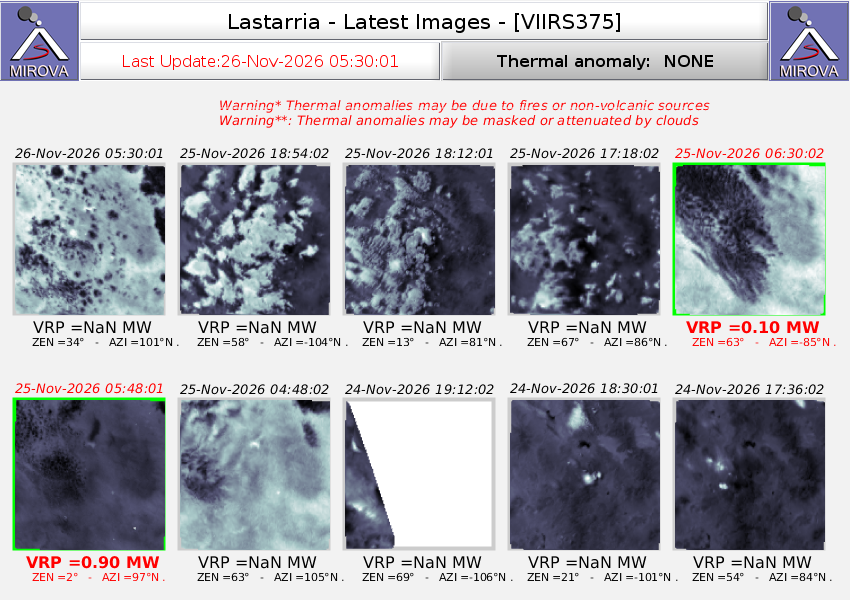 Lastarria - Latest Images - [VIIRS375]
MIROVA
Last Update:26-Nov-2026 05:30:01
Thermal anomaly: NONE
MIROVA
Warning* Thermal anomalies may be due to fires or non-volcanic sources
Warning**: Thermal anomalies may be masked or attenuated by clouds
26-Nov-2026 05:30:01 25-Nov-2026 18:54:02 25-Nov-2026 18:12:01 25-Nov-2026 17:18:02 25-Nov-2026 06:30:02
VRP =NaN MW VRP =NaN MW VRP =NaN MW VRP =NaN MW VRP =0.10 MW
ZEN =34° - AZI =101°N . ZEN =58° - AZI =-104°N . ZEN =13° - AZI =81°N . ZEN =67° - AZI =86°N . ZEN =63° - AZI =-85°N .
25-Nov-2026 05:48:01 25-Nov-2026 04:48:02 24-Nov-2026 19:12:02 24-Nov-2026 18:30:01 24-Nov-2026 17:36:02
VRP =0.90 MW VRP =NaN MW VRP =NaN MW VRP =NaN MW VRP =NaN MW
ZEN =2° - AZI =97°N . ZEN =63° - AZI =105°N . ZEN =69° - AZI =-106°N . ZEN =21° - AZI =-101°N . ZEN =54° - AZI =84°N .